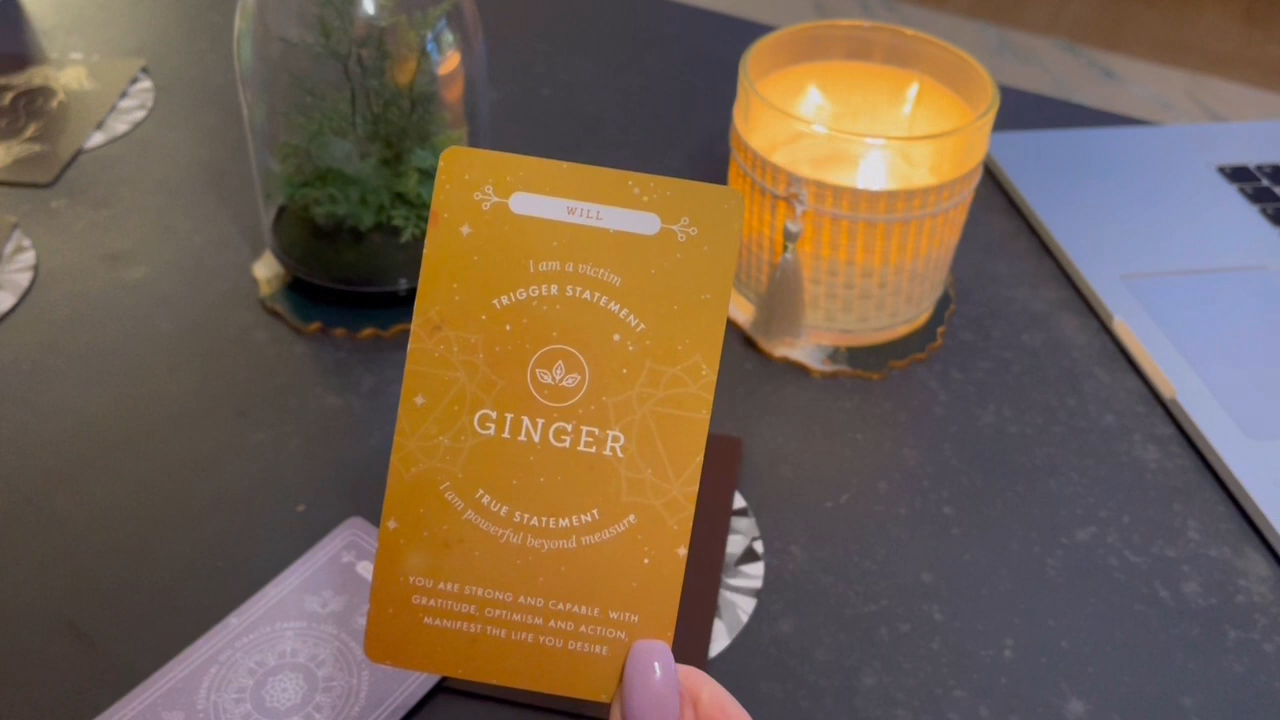 WILL
I am a victim
TRIGGER STATEMENT
GINGER
TRUE STATEMENT
I am powerful beyond measure
YOU ARE STRONG AND CAPABLE. WITH
GRATITUDE, OPTIMISM AND ACTION,
MANIFEST THE LIFE YOU DESIRE.